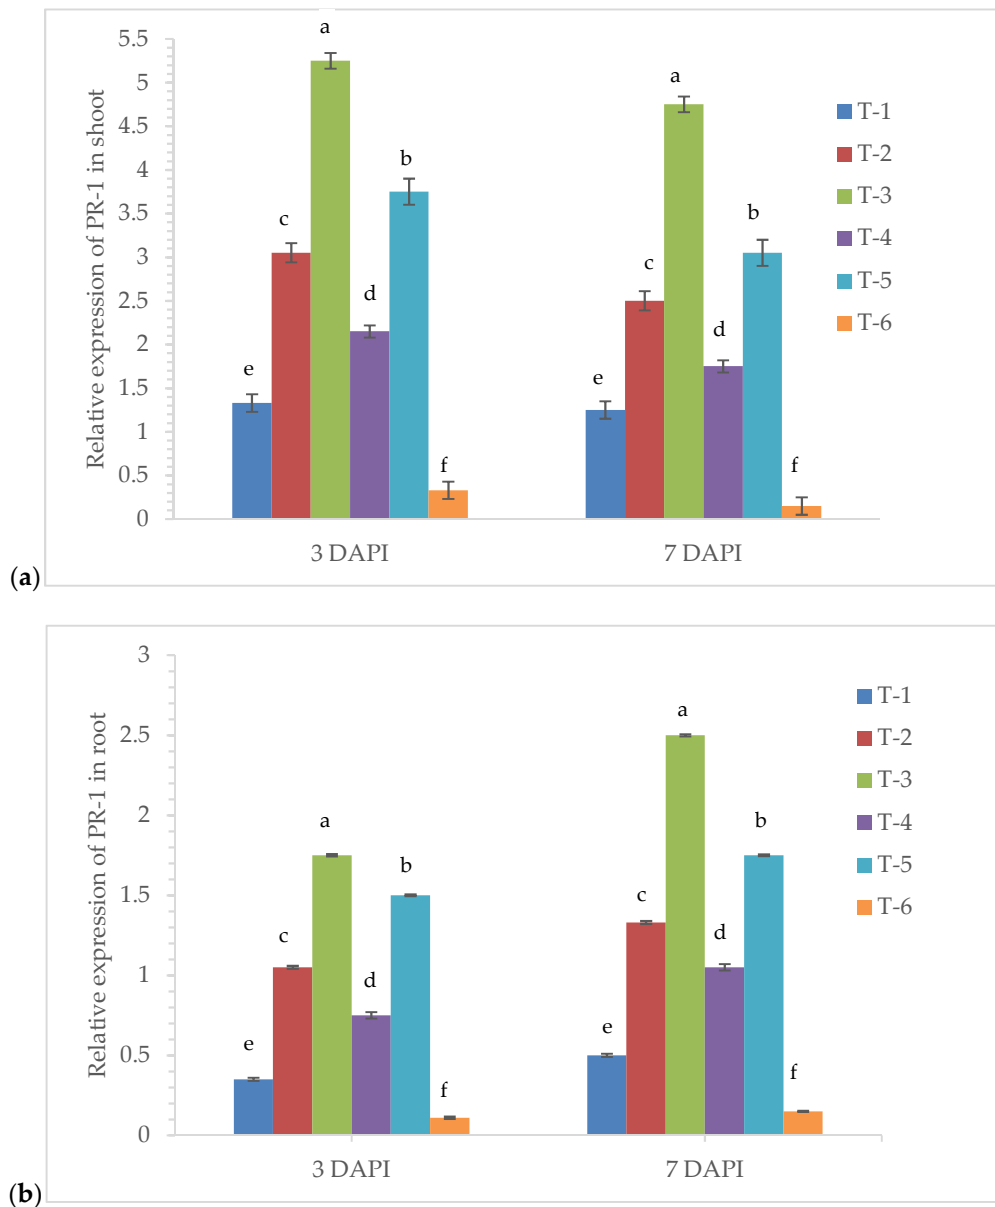 Relative expression of PR-1 in shoot
5.5
5
4.5
4
3.5
3
2.5
2
1.5
1
0.5
0
a
c
b
d
e
f
a
b
c
d
e
f
3 DAPI
7 DAPI
T-1
T-2
T-3
T-4
T-5
T-6
(a)
Relative expression of PR-1 in root
3
2.5
2
1.5
1
0.5
0
a
b
c
d
e
f
a
b
c
d
e
f
3 DAPI
7 DAPI
T-1
T-2
T-3
T-4
T-5
T-6
(b)